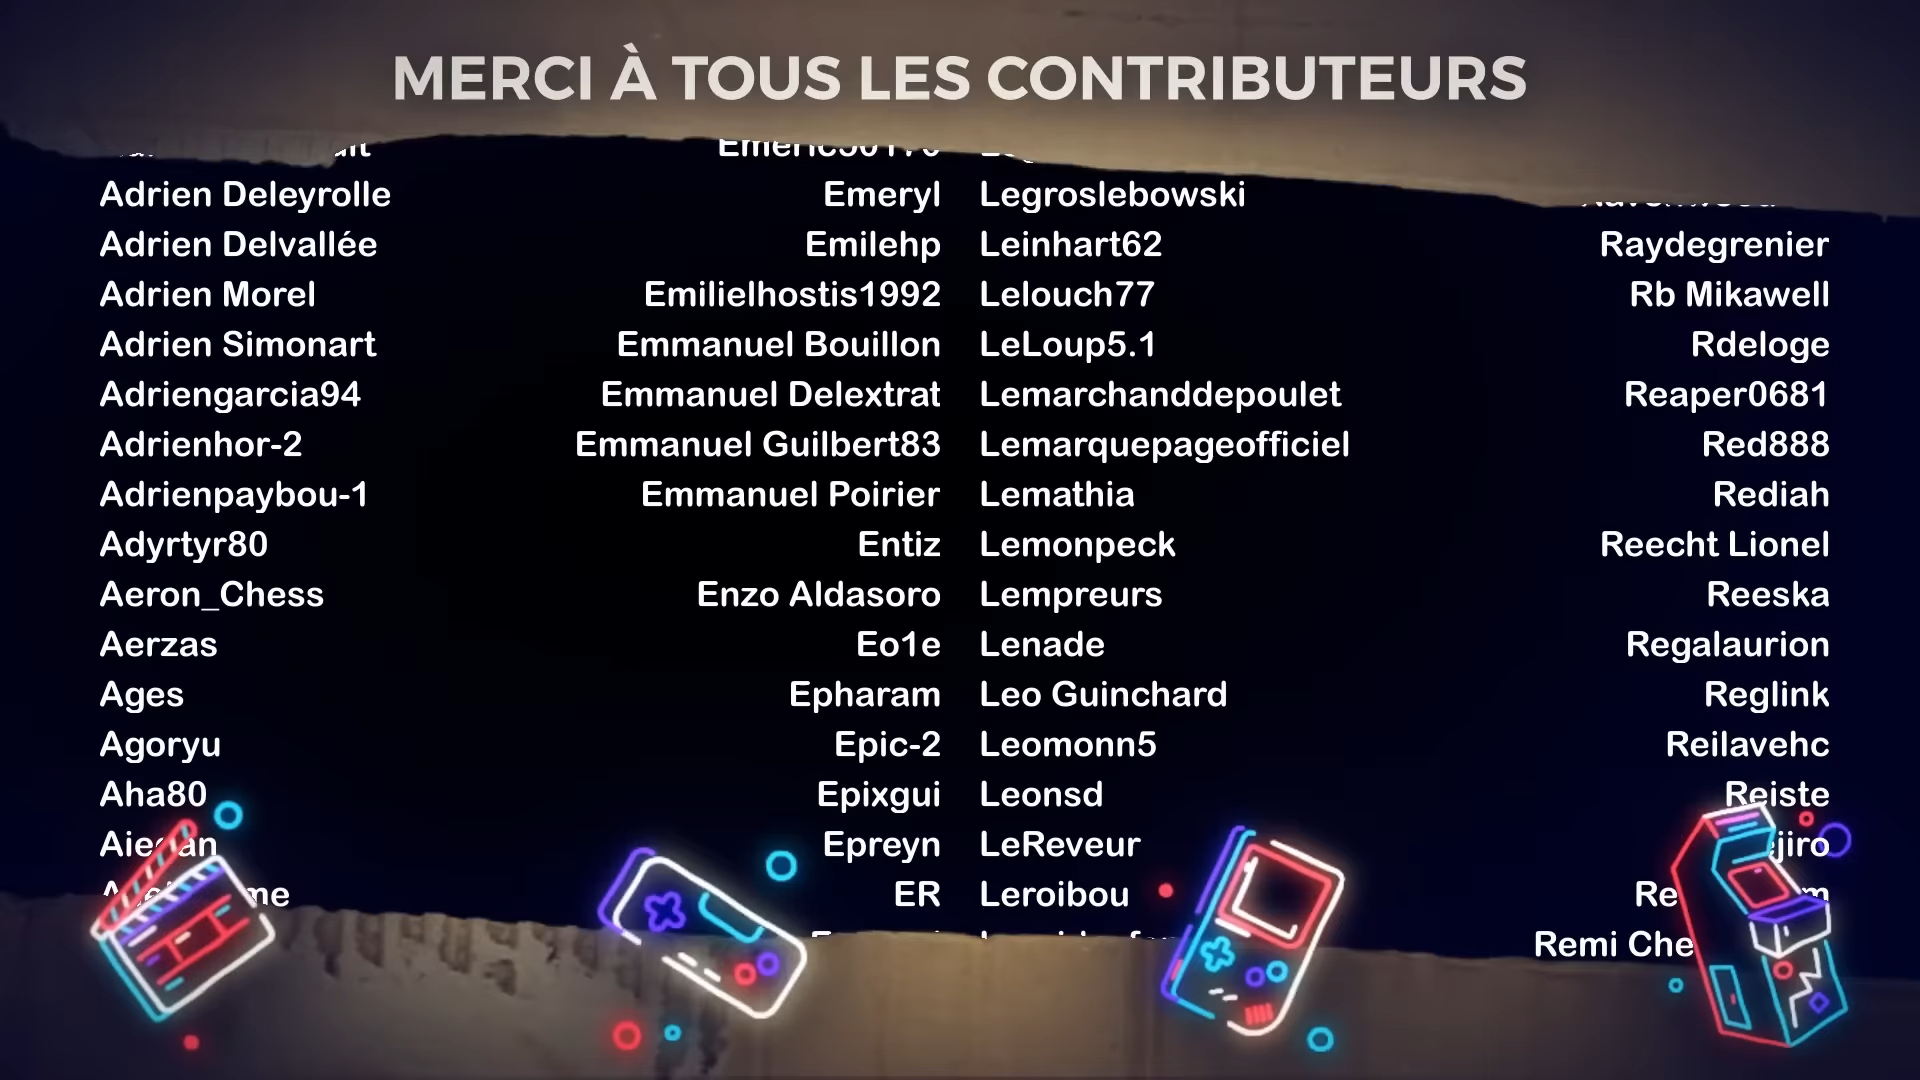 MERCI À TOUS LES CONTRIBUTEURS
Adrien Deleyrolle
Adrien Delvallée
Adrien Morel
Adrien Simonart
Adriengarcia94
Adrienhor-2
Adrienpaybou-1
Adyrtyr80
Aeron_Chess
Aerzas
Ages
Agoryu
Aha80
Emeryl
Emilehp
Emilielhostis1992
Emmanuel Bouillon
Emmanuel Delextrat
Emmanuel Guilbert83
Emmanuel Poirier
Entiz
Enzo Aldasoro
Eo1e
Epharam
Epic-2
Epixgui
Epreyn
ER
Legroslebowski
Leinhart62
Lelouch77
LeLoup5.1
Lemarchanddepoulet
Lemarquepageofficiel
Lemathia
Lemonpeck
Lempreurs
Lenade
Leo Guinchard
Leomonn5
Leonsd
LeReveur
Leroibou
Raydegrenier
Rb Mikawell
Rdeloge
Reaper0681
Red888
Rediah
Reecht Lionel
Reeska
Regalaurion
Reglink
Reilavehc
Reiste
Remi